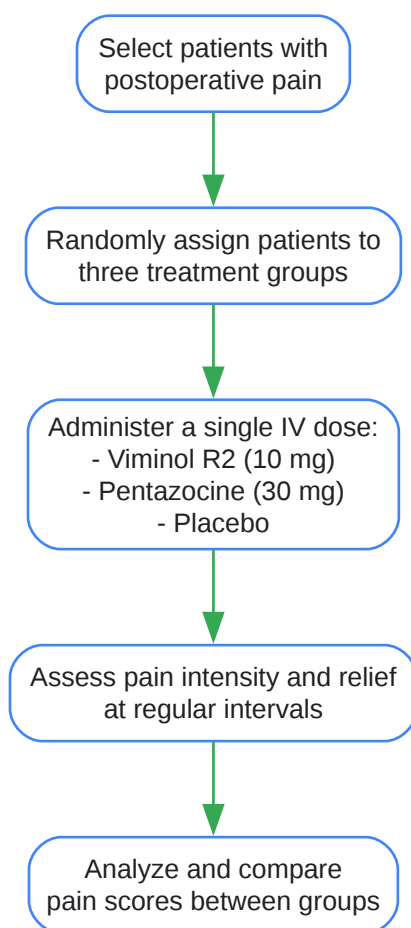 Select patients with
postoperative pain
Randomly assign patients to
three treatment groups
Administer a single IV dose:
- Viminol R2 (10 mg)
- Pentazocine (30 mg)
- Placebo
Assess pain intensity and relief
at regular intervals
Analyze and compare
pain scores between groups